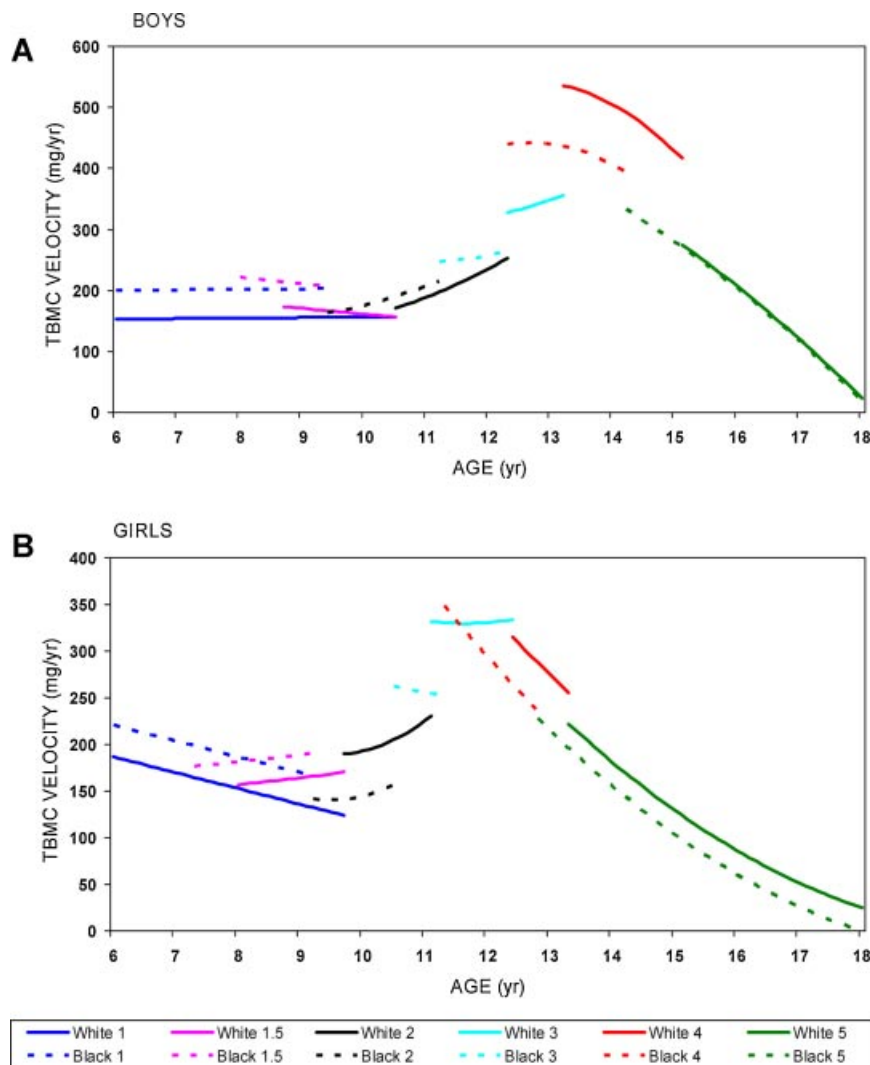 BOYS
A
600
500
400
300
200
100
0
TBMC VELOCITY (mg/yr)
6 7 8 9 10 11 12 13 14 15 16 17 18
AGE (yr)
GIRLS
B
400
350
300
250
200
150
100
50
0
TBMC VELOCITY (mg/yr)
6 7 8 9 10 11 12 13 14 15 16 17 18
AGE (yr)
White 1 White 1.5 White 2 White 3 White 4 White 5
Black 1 Black 1.5 Black 2 Black 3 Black 4 Black 5